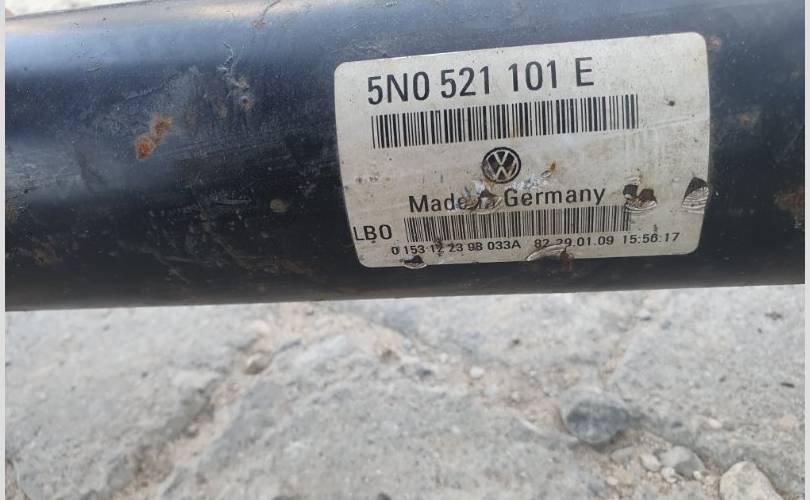 5N0 521 101 E
Made in Germany
LBO
0 153 12 23 98 033A 82 29.01.09 15:56:17